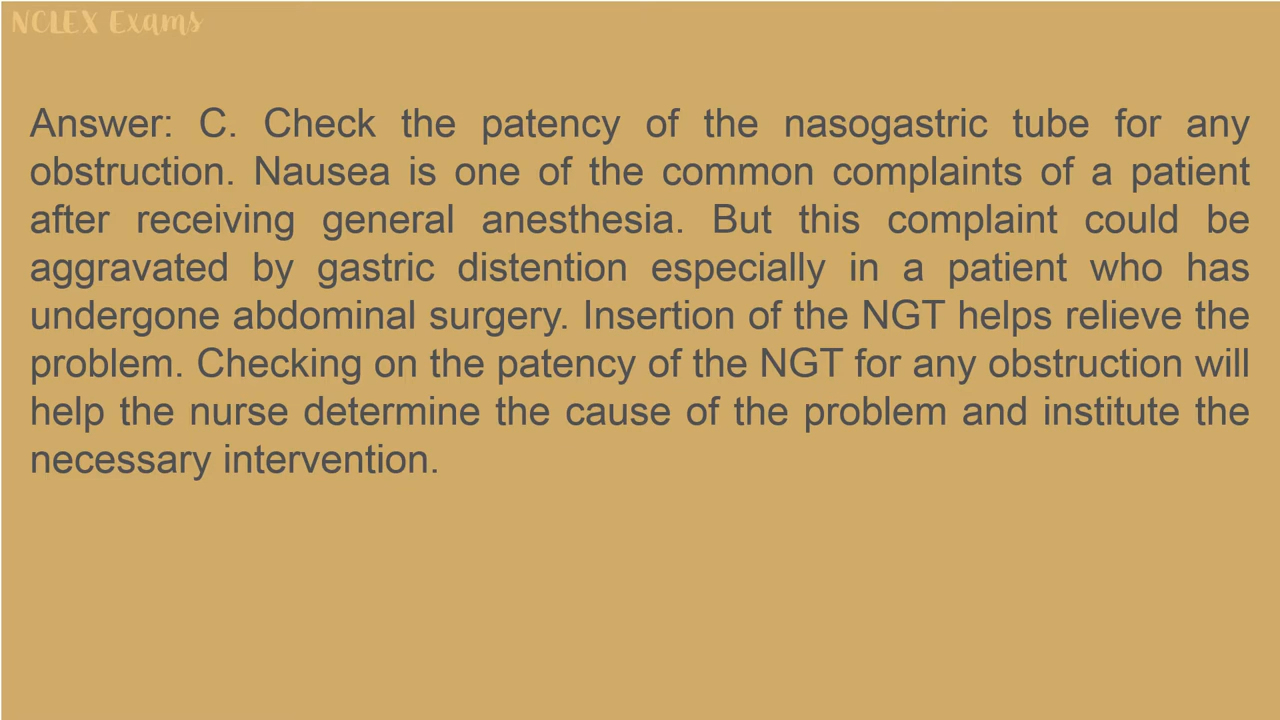 NCLEX Exams
Answer: C. Check the patency of the nasogastric tube for any
obstruction. Nausea is one of the common complaints of a patient
after receiving general anesthesia. But this complaint could be
aggravated by gastric distention especially in a patient who has
undergone abdominal surgery. Insertion of the NGT helps relieve the
problem. Checking on the patency of the NGT for any obstruction will
help the nurse determine the cause of the problem and institute the
necessary intervention.